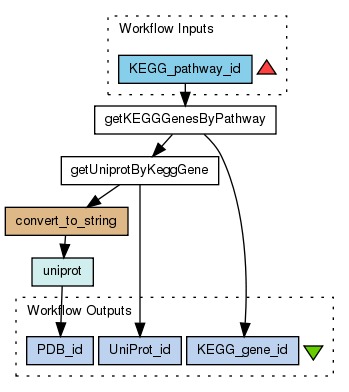 Workflow Inputs
KEGG_pathway_id
getKEGGGenesByPathway
getUniprotByKeggGene
convert_to_string
uniprot
Workflow Outputs
PDB_id UniProt_id KEGG_gene_id